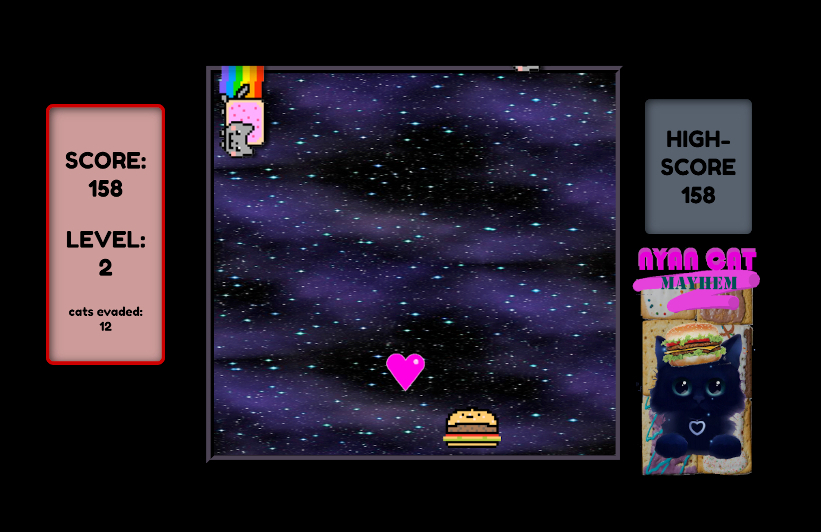 SCORE:
158
LEVEL:
2
cats evaded:
12
HIGH-
SCORE
158
NYAN CAT
MAYHEM